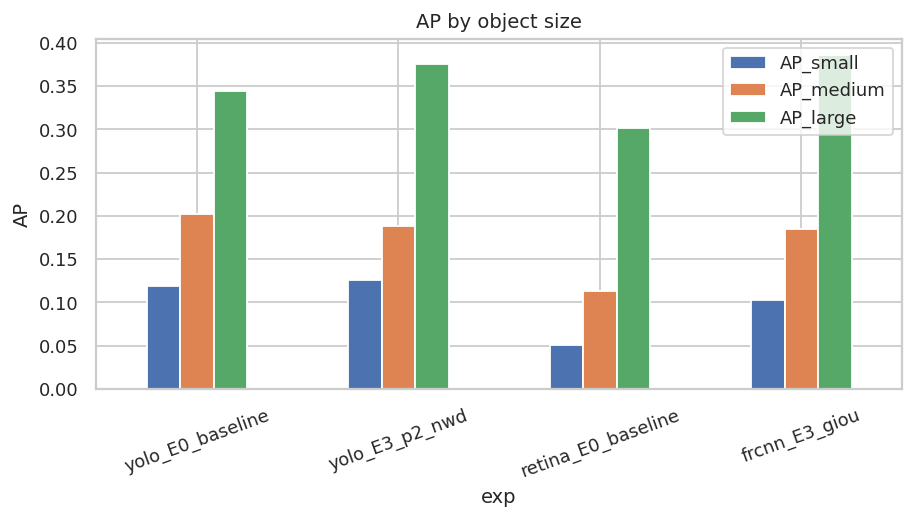 AP by object size
AP_small
AP_medium
AP_large
0.40
0.35
0.30
0.25
0.20
0.15
0.10
0.05
0.00
AP
yolo_E0_baseline
yolo_E3_p2_nwd
retina_E0_baseline
frcnn_E3_giou
exp